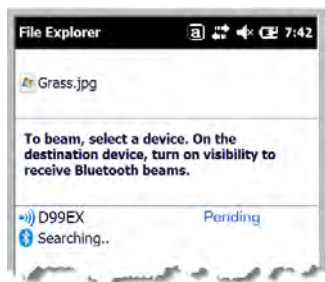 File Explorer a 7:42
Grass.jpg
To beam, select a device. On the
destination device, turn on visibility to
receive Bluetooth beams.
D99EX Pending
Searching..